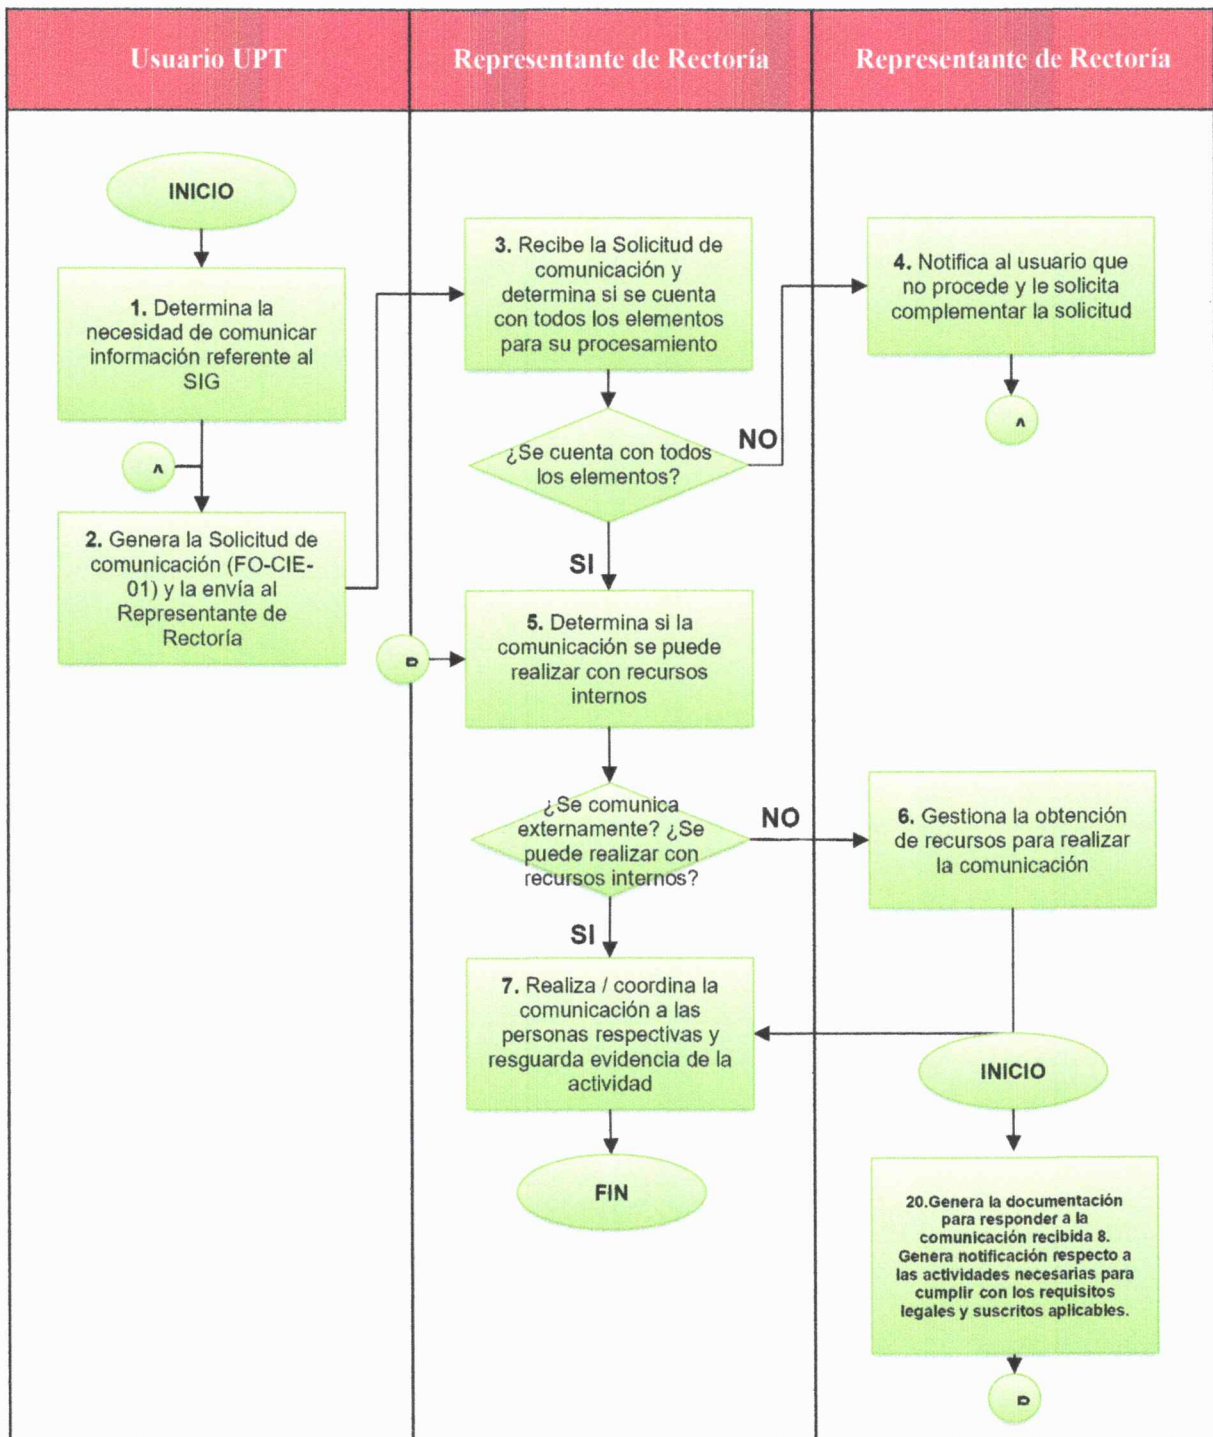 Usuario UPT
Representante de Rectoría
Representante de Rectoría
INICIO
1. Determina la
necesidad de comunicar
información referente al
SIG
A
2. Genera la Solicitud de
comunicación (FO-CIE-
01) y la envía al
Representante de
Rectoría
3. Recibe la Solicitud de
comunicación y
determina si se cuenta
con todos los elementos
para su procesamiento
¿Se cuenta con todos
los elementos?
NO
4. Notifica al usuario que
no procede y le solicita
complementar la solicitud
A
SI
5. Determina si la
comunicación se puede
realizar con recursos
internos
¿Se comunica
externamente? ¿Se
puede realizar con
recursos internos?
NO
6. Gestiona la obtención
de recursos para realizar
la comunicación
SI
7. Realiza / coordina la
comunicación a las
personas respectivas y
resguarda evidencia de la
actividad
FIN
INICIO
20.Genera la documentación
para responder a la
comunicación recibida 8.
Genera notificación respecto a
las actividades necesarias para
cumplir con los requisitos
legales y suscritos aplicables.